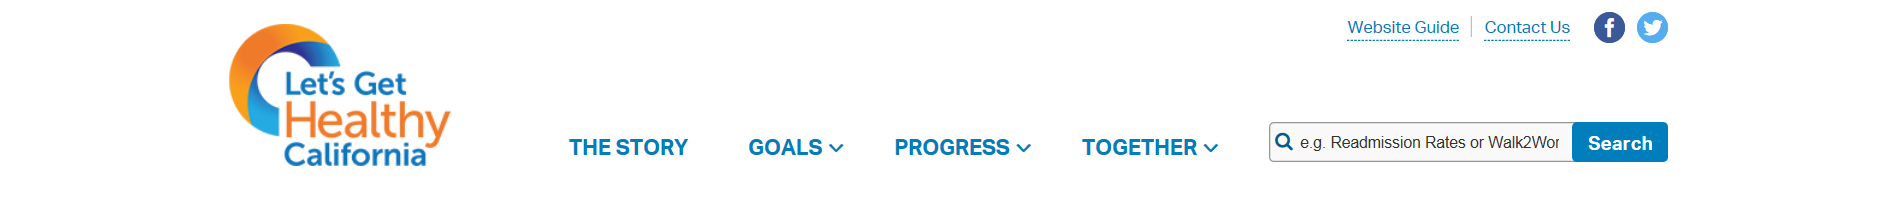 Website Guide
Contact Us
Let's Get
Healthy
California
THE STORY
GOALS
PROGRESS
TOGETHER
e.g. Readmission Rates or Walk2Wor
Search